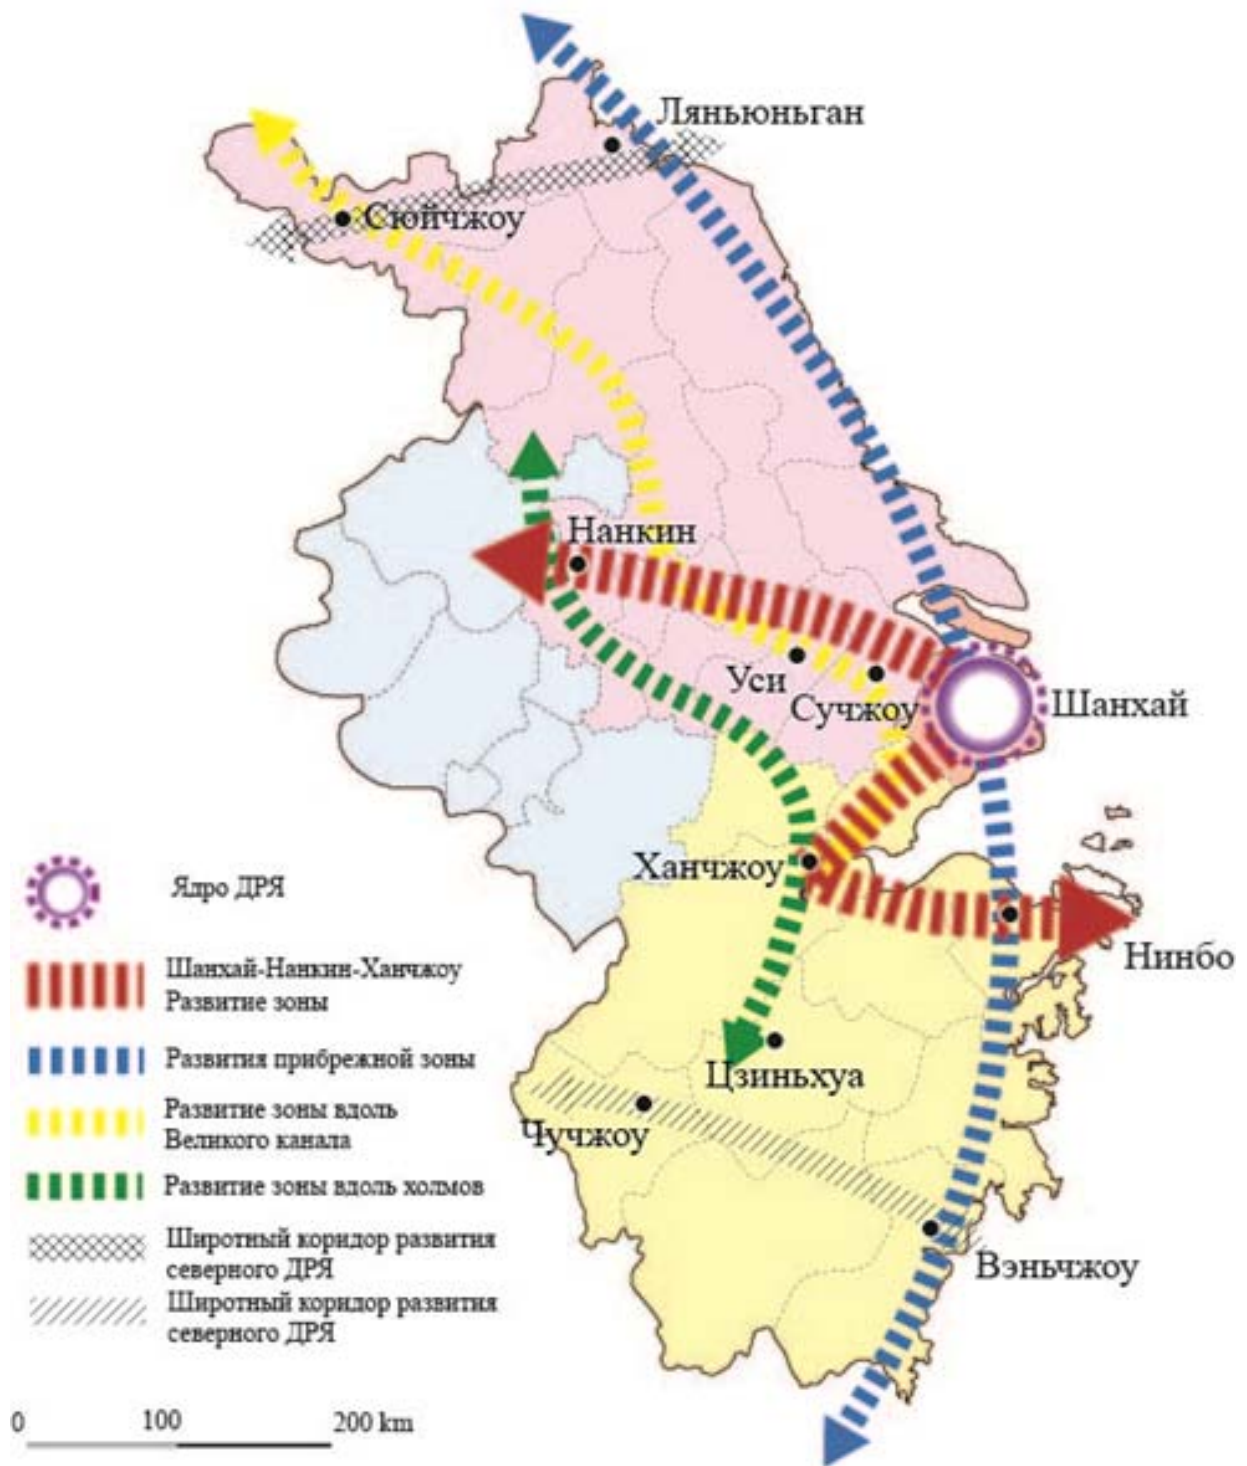 Ляньюньган
Сюйчжоу
Нанкин
Уси
Сучжоу
Шанхай
Ханчжоу
Нинбо
Цзиньхуа
Чучжоу
Вэньчжоу
Ядро ДРЯ
Шанхай-Нанкин-Ханчжоу
Развитие зоны
Развития прибрежной зоны
Развитие зоны вдоль
Великого канала
Развитие зоны вдоль холмов
Широтный коридор развития
северного ДРЯ
Широтный коридор развития
северного ДРЯ
0 100 200 km